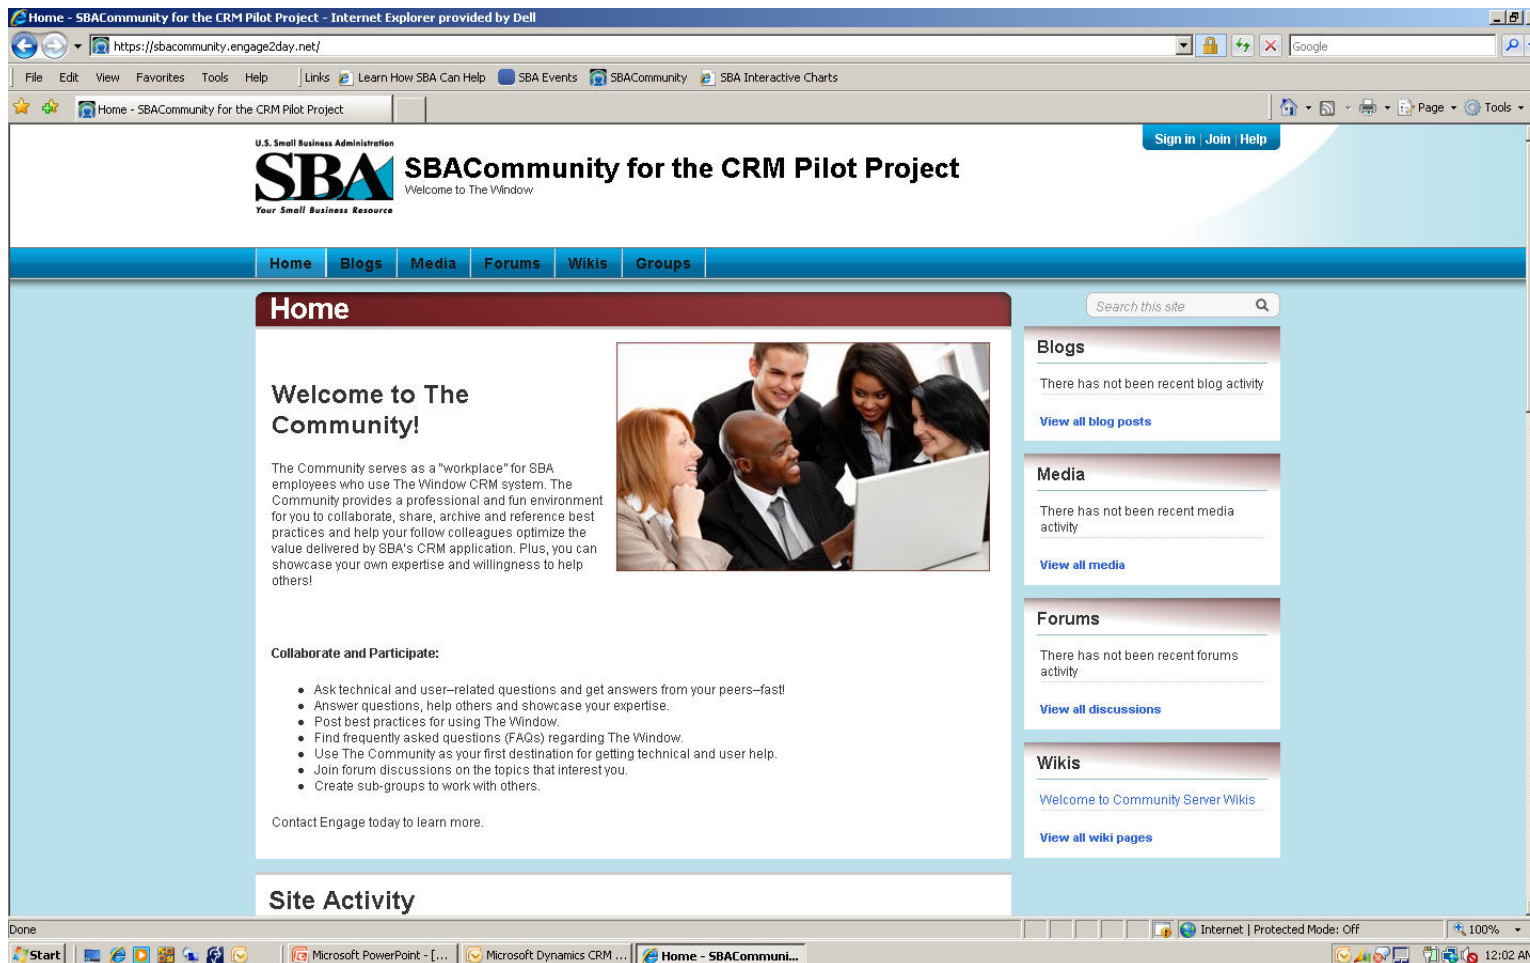 Home - SBACommunity for the CRM Pilot Project - Internet Explorer provided by Dell
https://sbacommunity.engage2day.net/
Google
File Edit View Favorites Tools Help Links Learn How SBA Can Help SBA Events SBACommunity SBA Interactive Charts
Home - SBACommunity for the CRM Pilot Project
Page Tools
Sign in | Join | Help
U.S. Small Business Administration
SBA
Your Small Business Resource
SBACommunity for the CRM Pilot Project
Welcome to The Window
Home Blogs Media Forums Wikis Groups
Home
Search this site
Welcome to The
Community!
The Community serves as a "workplace" for SBA
employees who use The Window CRM system. The
Community provides a professional and fun environment
for you to collaborate, share, archive and reference best
practices and help your follow colleagues optimize the
value delivered by SBA's CRM application. Plus, you can
showcase your own expertise and willingness to help
others!
Collaborate and Participate:
• Ask technical and user–related questions and get answers from your peers–fast!
• Answer questions, help others and showcase your expertise.
• Post best practices for using The Window.
• Find frequently asked questions (FAQs) regarding The Window.
• Use The Community as your first destination for getting technical and user help.
• Join forum discussions on the topics that interest you.
• Create sub-groups to work with others.
Contact Engage today to learn more.
Site Activity
Blogs
There has not been recent blog activity
View all blog posts
Media
There has not been recent media
activity
View all media
Forums
There has not been recent forums
activity
View all discussions
Wikis
Welcome to Community Server Wikis
View all wiki pages
Done
Internet | Protected Mode: Off
100%
Start
Microsoft PowerPoint - [...
Microsoft Dynamics CRM ...
Home - SBACommuni...
12:02 AM